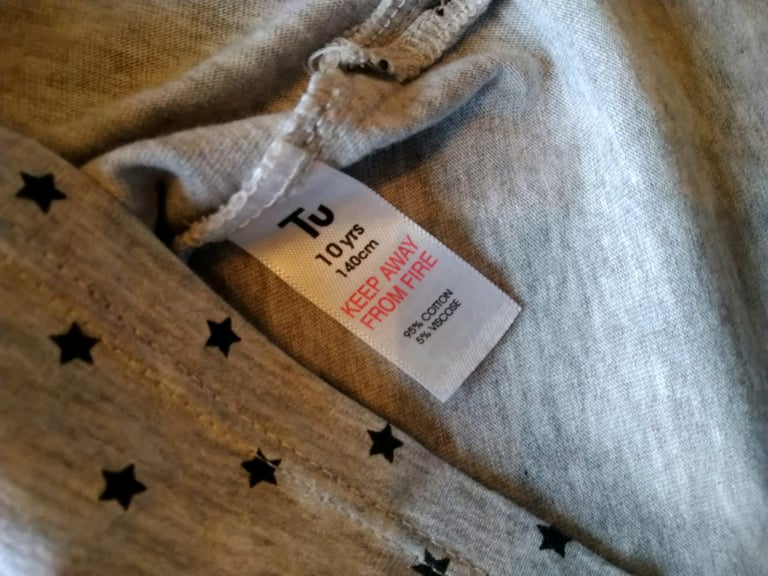 Tu
10 yrs
140cm
KEEP AWAY
FROM FIRE
95% COTTON
5% VISCOSE